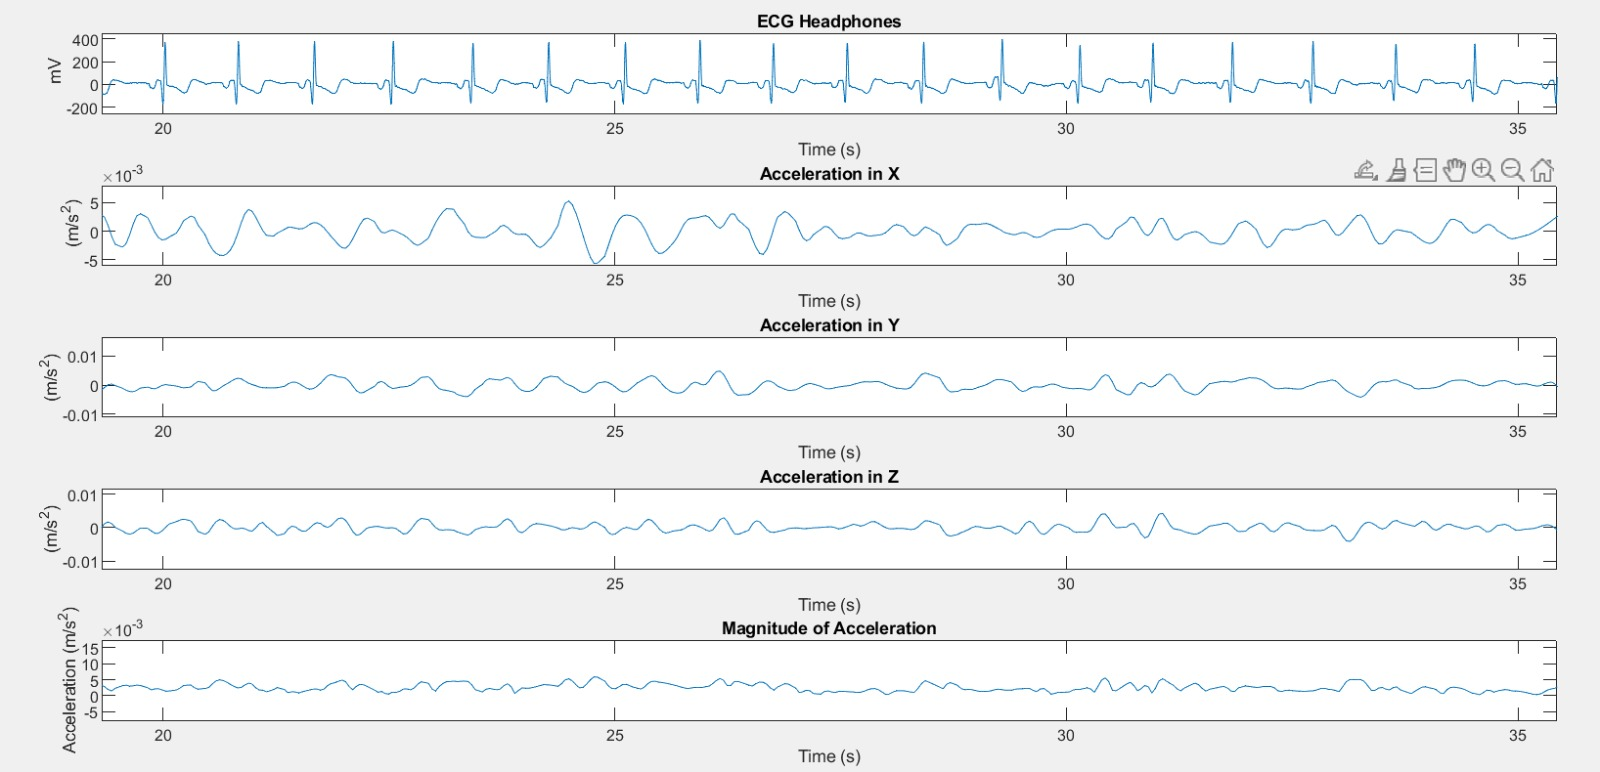 ECG Headphones
400
200
0
-200
mV
20 25 30 35
Time (s)
×10-3
Acceleration in X
5
0
-5
(m/s2)
20 25 30 35
Time (s)
Acceleration in Y
0.01
0
-0.01
(m/s2)
20 25 30 35
Time (s)
Acceleration in Z
0.01
0
-0.01
(m/s2)
20 25 30 35
Time (s)
×10-3
Magnitude of Acceleration
15
10
5
0
-5
Acceleration (m/s2)
20 25 30 35
Time (s)